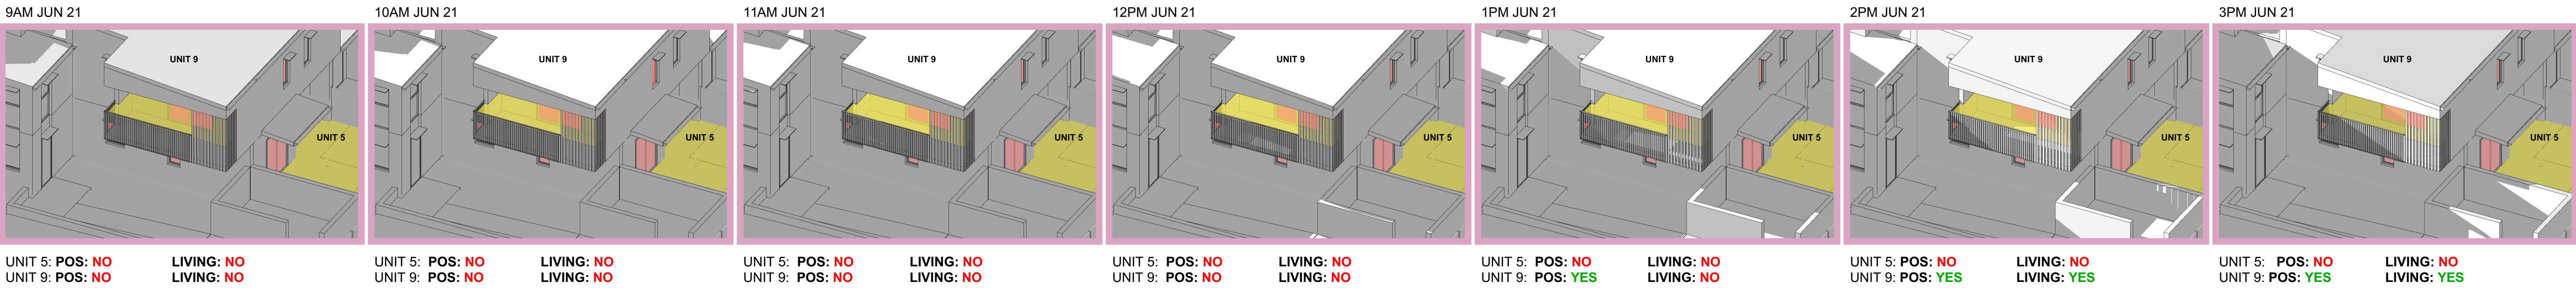 9AM JUN 21
UNIT 9
UNIT 5
UNIT 5: POS: NO LIVING: NO
UNIT 9: POS: NO LIVING: NO
10AM JUN 21
UNIT 9
UNIT 5
UNIT 5: POS: NO LIVING: NO
UNIT 9: POS: NO LIVING: NO
11AM JUN 21
UNIT 9
UNIT 5
UNIT 5: POS: NO LIVING: NO
UNIT 9: POS: NO LIVING: NO
12PM JUN 21
UNIT 9
UNIT 5
UNIT 5: POS: NO LIVING: NO
UNIT 9: POS: NO LIVING: NO
1PM JUN 21
UNIT 9
UNIT 5
UNIT 5: POS: NO LIVING: NO
UNIT 9: POS: YES LIVING: NO
2PM JUN 21
UNIT 9
UNIT 5
UNIT 5: POS: NO LIVING: NO
UNIT 9: POS: YES LIVING: YES
3PM JUN 21
UNIT 9
UNIT 5
UNIT 5: POS: NO LIVING: NO
UNIT 9: POS: YES LIVING: YES